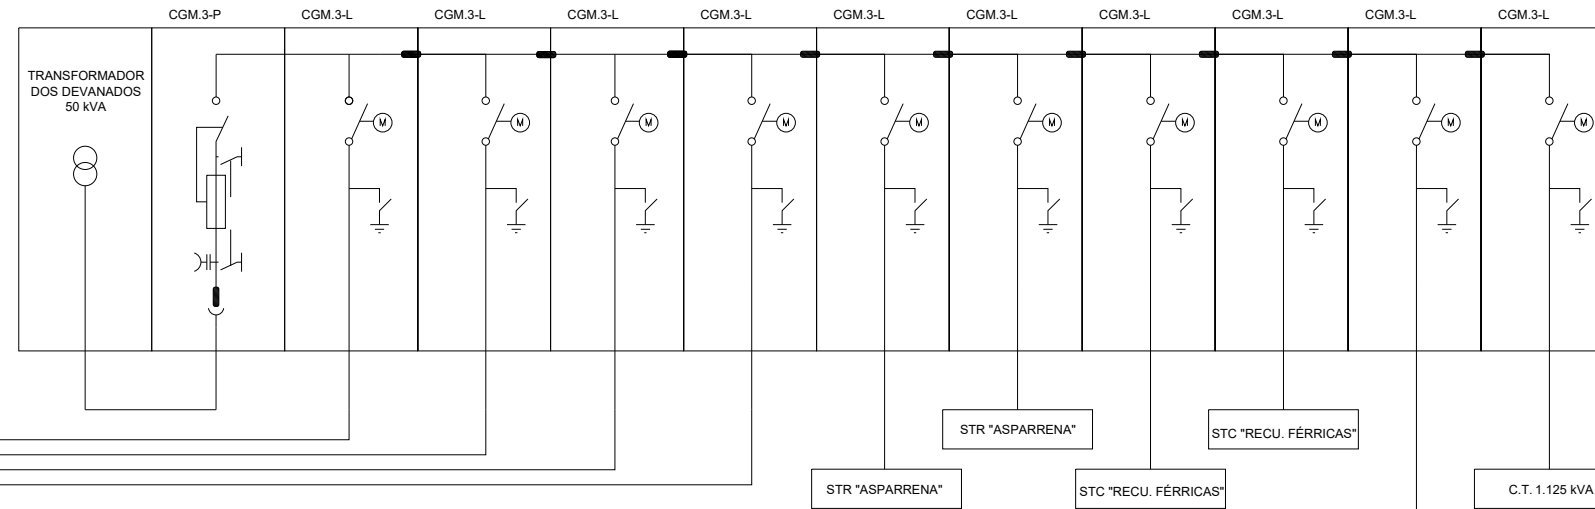 CGM.3-P CGM.3-L CGM.3-L CGM.3-L CGM.3-L CGM.3-L CGM.3-L CGM.3-L CGM.3-L CGM.3-L CGM.3-L
TRANSFORMADOR
DOS DEVANADOS
50 kVA
M M M M M M M M M M
STR "ASPARRENA" STC "RECU. FÉRRICAS"
STR "ASPARRENA" STC "RECU. FÉRRICAS" C.T. 1.125 kVA